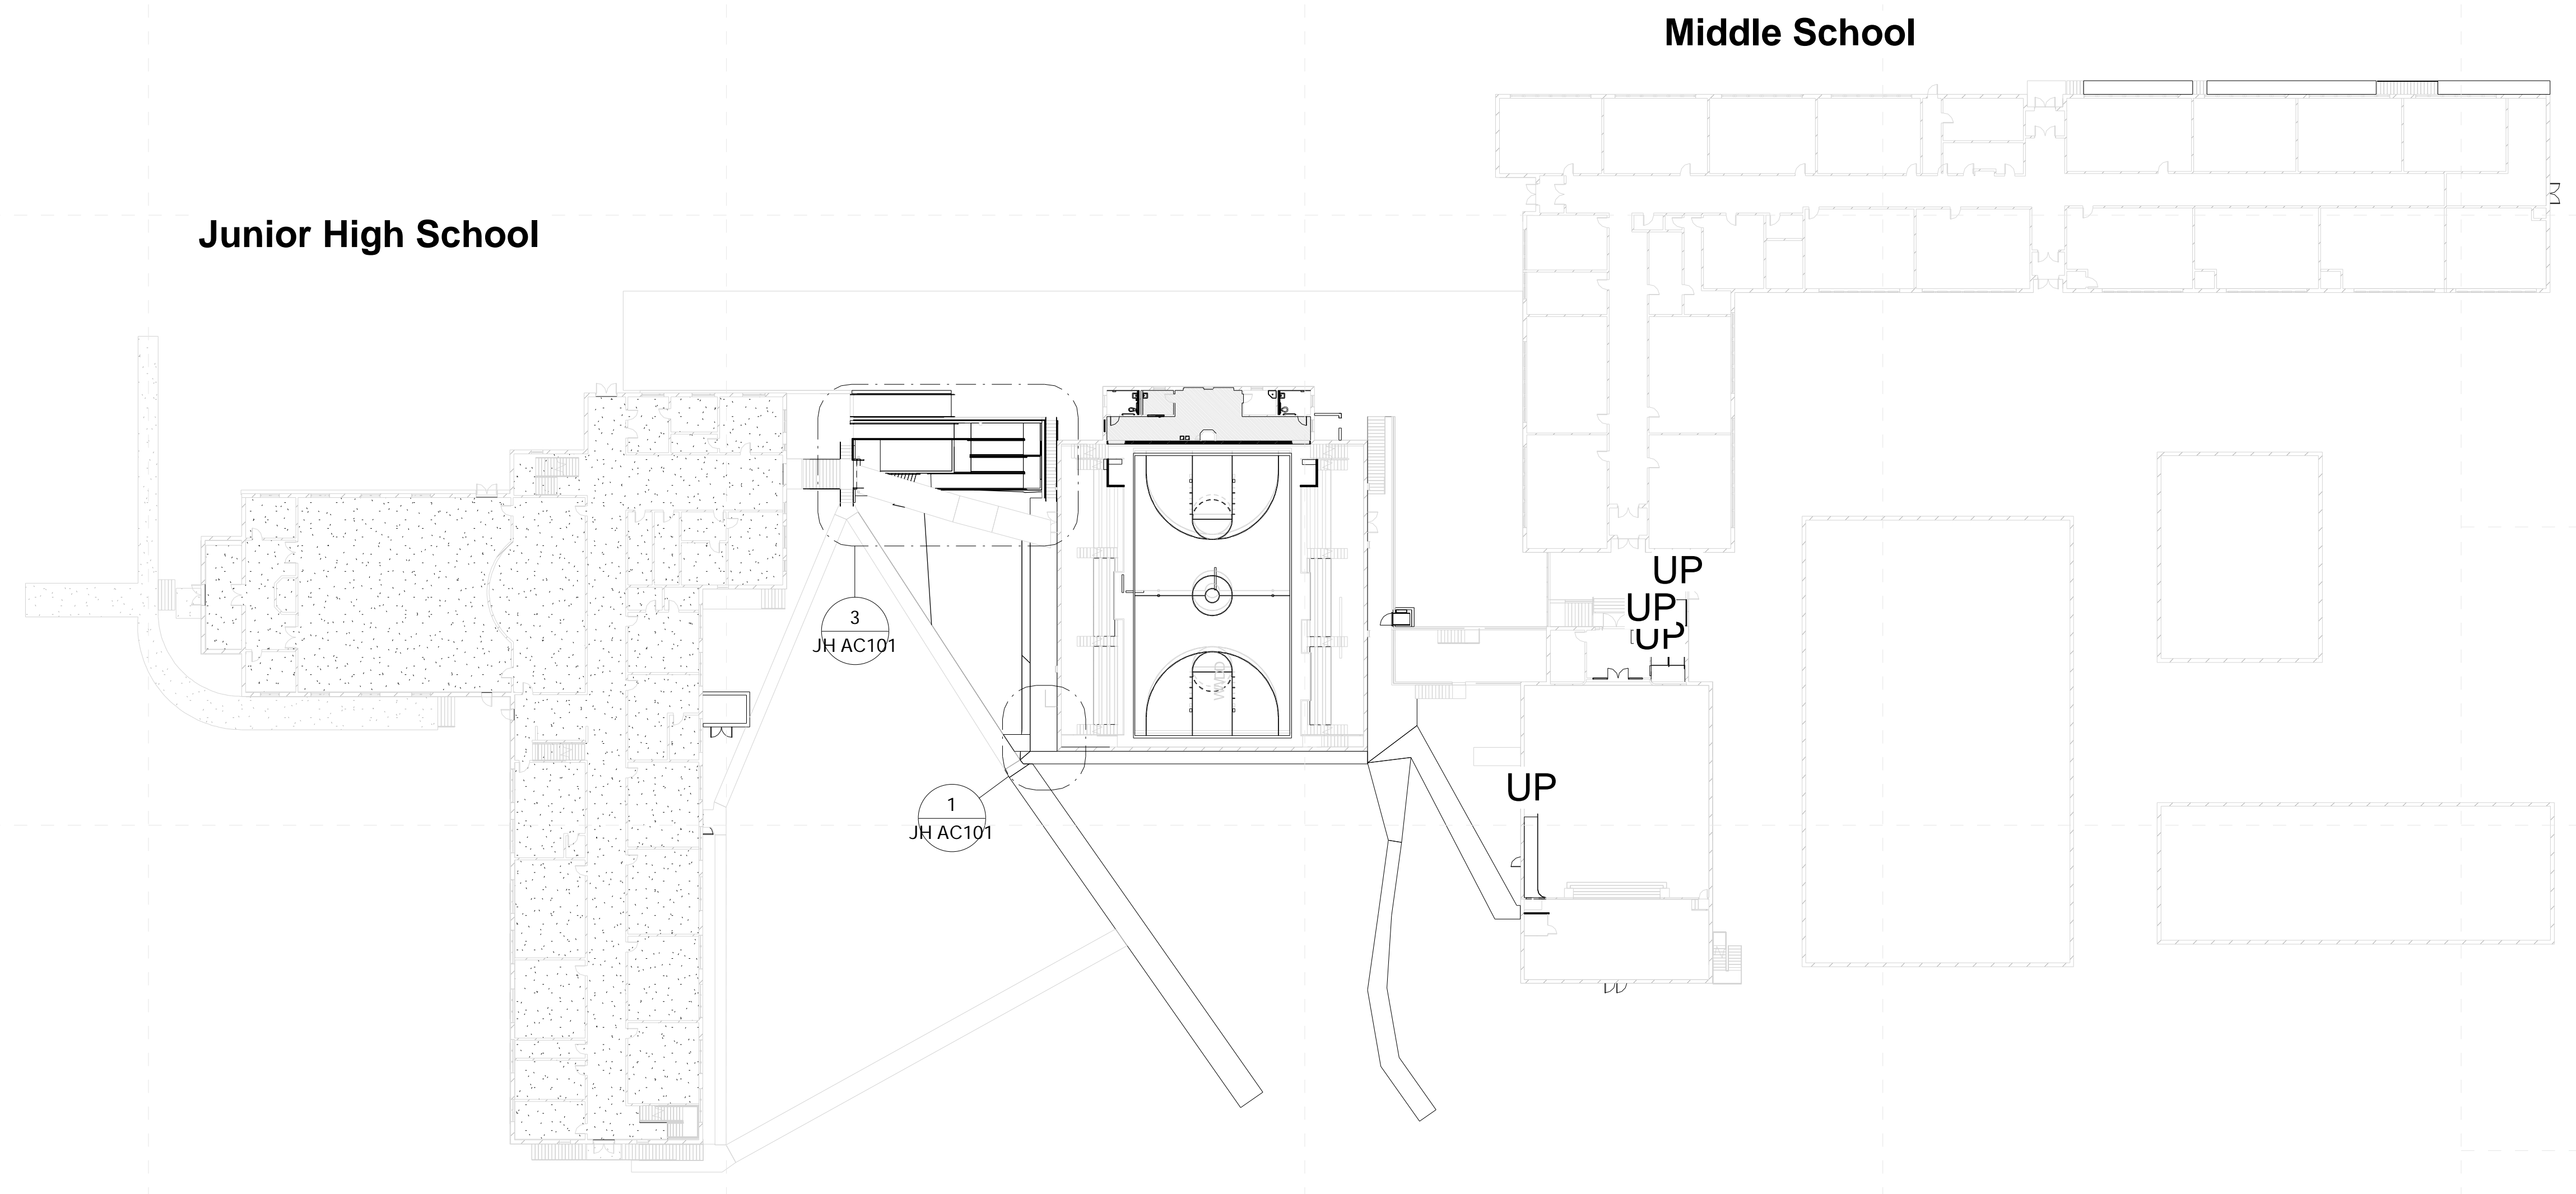 Middle School
Junior High School
UP
UP
UP
3
JH AC101
UP
1
JH AC101